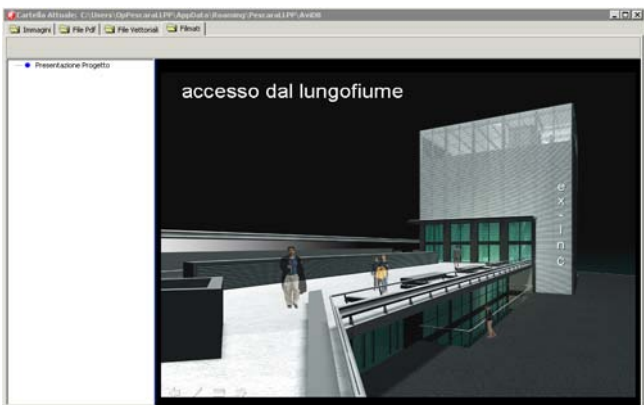 Cartella Attuale: C:\Users\OpPescaraLLPP\AppData\Roaming\PescaraLLPP\AviDB
Immagini File Pdf File Vettoriali Filmati
Presentazione Progetto
accesso dal lungofiume
ex-inc